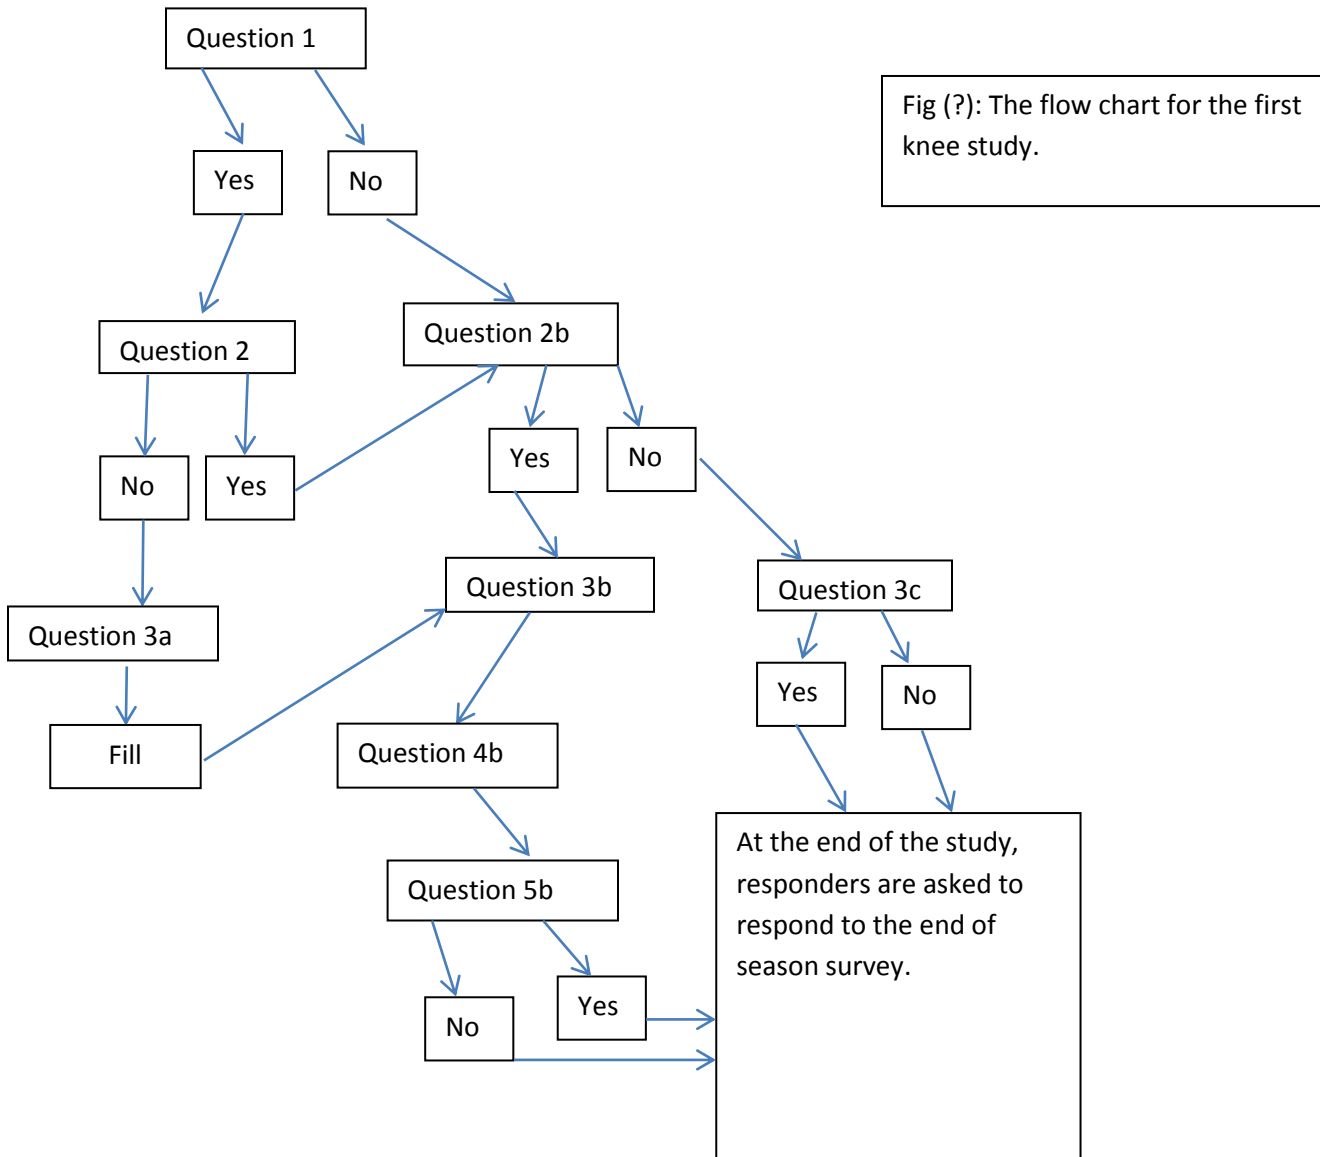 Question 1
Fig (?): The flow chart for the first
knee study.
Yes
No
Question 2
Question 2b
No
Yes
Yes
No
Question 3b
Question 3c
Question 3a
Yes
No
Fill
Question 4b
At the end of the study,
responders are asked to
respond to the end of
season survey.
Question 5b
No
Yes